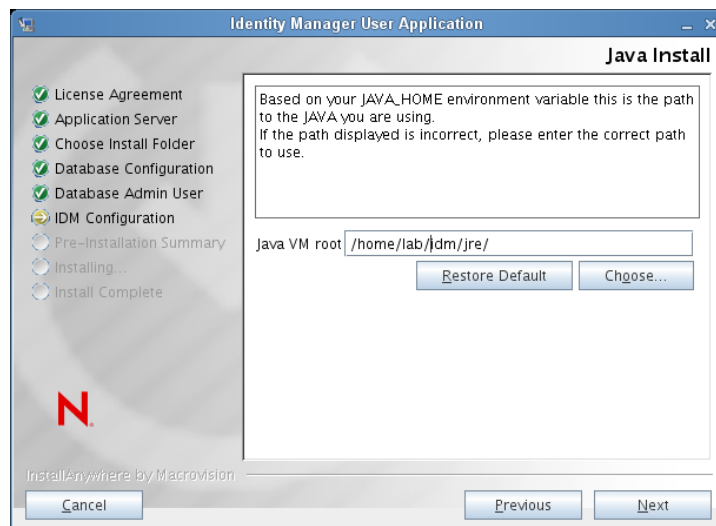 Identity Manager User Application
Java Install
License Agreement
Application Server
Choose Install Folder
Database Configuration
Database Admin User
IDM Configuration
Pre-Installation Summary
Installing...
Install Complete
Based on your JAVA_HOME environment variable this is the path
to the JAVA you are using.
If the path displayed is incorrect, please enter the correct path
to use.
Java VM root /home/lab/idm/jre/
Restore Default
Choose...
N
InstallAnywhere by Macrovision
Cancel
Previous
Next